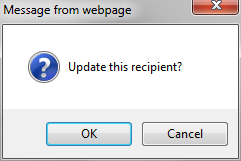 Message from webpage
Update this recipient?
OK
Cancel